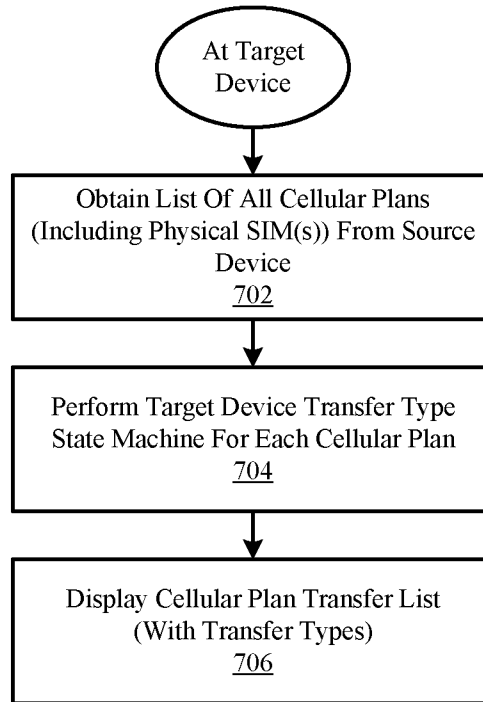 At Target
Device
Obtain List Of All Cellular Plans
(Including Physical SIM(s)) From Source
Device
702
Perform Target Device Transfer Type
State Machine For Each Cellular Plan
704
Display Cellular Plan Transfer List
(With Transfer Types)
706